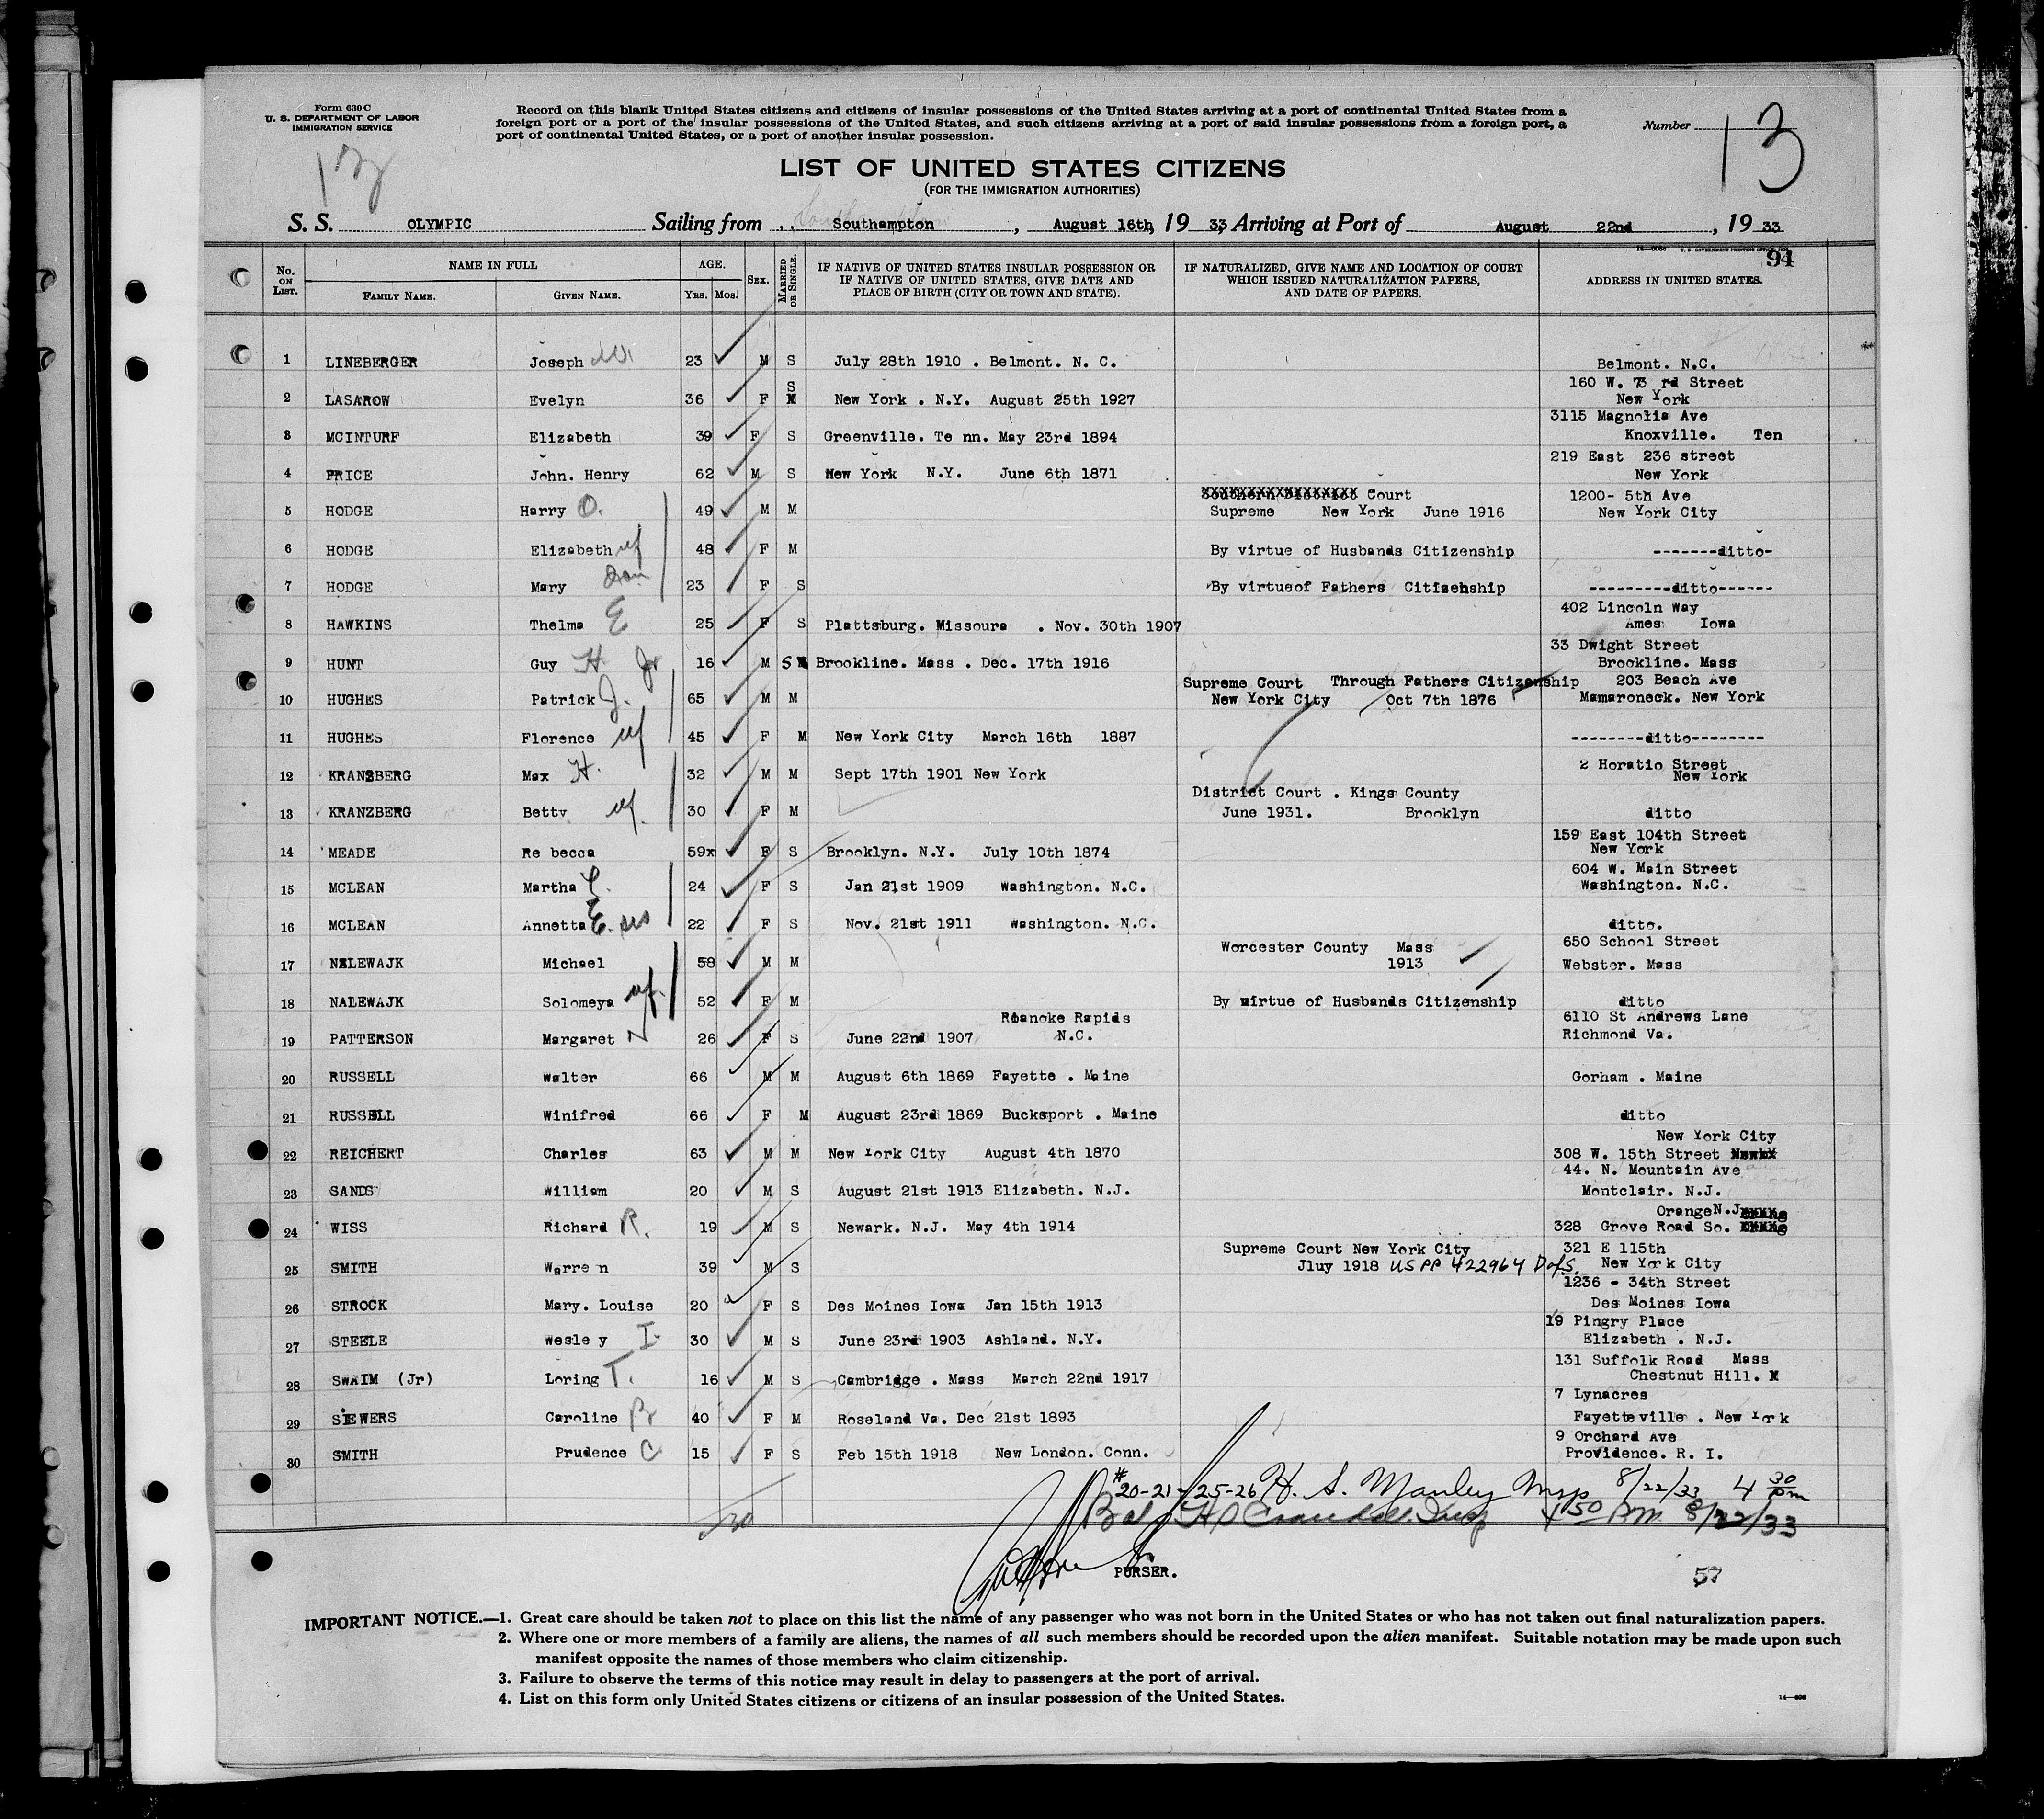 Form 630 C
U. S. DEPARTMENT OF LABOR
IMMIGRATION SERVICE
Record on this blank United States citizens and citizens of insular possessions of the United States arriving at a port of continental United States from a
foreign port or a port of the insular possessions of the United States, and such citizens arriving at a port of said insular possessions from a foreign port, a
port of continental United States, or a port of another insular possession.
Number 13
13
LIST OF UNITED STATES CITIZENS
(FOR THE IMMIGRATION AUTHORITIES)
S. S. OLYMPIC Sailing from Southampton, August 16th, 19 33, Arriving at Port of August 22nd, 19 33
94
No. ON LIST. NAME IN FULL FAMILY NAME. GIVEN NAME. AGE. YRS. MOS. SEX. MARRIED OR SINGLE. IF NATIVE OF UNITED STATES INSULAR POSSESSION OR IF NATIVE OF UNITED STATES, GIVE DATE AND PLACE OF BIRTH (CITY OR TOWN AND STATE). IF NATURALIZED, GIVE NAME AND LOCATION OF COURT WHICH ISSUED NATURALIZATION PAPERS, AND DATE OF PAPERS. ADDRESS IN UNITED STATES.
1 LINEBERGER Joseph 23 M S July 28th 1910 . Belmont. N. C. Belmont. N.C.
2 LASAROW Evelyn 36 F S New York . N.Y. August 25th 1927 160 W. 73 rd Street New York
3 MCINTURF Elizabeth 39 F S Greenville. Te nn. May 23rd 1894 3115 Magnolia Ave Knoxville. Ten
4 PRICE John. Henry 62 M S New York N.Y. June 6th 1871 219 East 236 street New York
5 HODGE Harry O. 49 M M Southern District Court Supreme New York June 1916 1200- 5th Ave New York City
6 HODGE Elizabeth wf 48 F M By virtue of Husbands Citizenship -------ditto-
7 HODGE Mary 23 F S By virtueof Fathers Citisehship ---------ditto------
8 HAWKINS Thelma E 25 F S Plattsburg. Missoura . Nov. 30th 1907 402 Lincoln Way Ames Iowa
9 HUNT Guy H. Jr 16 M S Brookline. Mass . Dec. 17th 1916 33 Dwight Street Brookline. Mass
10 HUGHES Patrick J. 65 M M Supreme Court Through Fathers Citizenship New York City Oct 7th 1876 203 Beach Ave Mamaroneck. New York
11 HUGHES Florence wf 45 F M New York City March 16th 1887 --------ditto--------
12 KRANZBERG Max H. 32 M M Sept 17th 1901 New York 2 Horatio Street New York
13 KRANZBERG Betty wf. 30 F M District Court . Kings County June 1931. Brooklyn ditto
14 MEADE Re becca 59x F S Brooklyn. N.Y. July 10th 1874 159 East 104th Street New York
15 MCLEAN Martha 24 F S Jan 21st 1909 Washington. N.C. 604 W. Main Street Washington. N.C.
16 MCLEAN Annetta E. sis 22 F S Nov. 21st 1911 Washington. N.C. ditto.
17 NALEWAJK Michael 58 M M Worcester County Mass 1913 650 School Street Webster. Mass
18 NALEWAJK Solomeya wf. 52 F M By virtue of Husbands Citizenship ditto
19 PATTERSON Margaret N 26 F S June 22nd 1907 Roanoke Rapids N.C. 6110 St Andrews Lane Richmond Va.
20 RUSSELL Walter 66 M M August 6th 1869 Fayette . Maine Gorham . Maine
21 RUSSELL Winifred 66 F M August 23rd 1869 Bucksport . Maine ditto
22 REICHERT Charles 63 M M New York City August 4th 1870 New York City 308 W. 15th Street
23 SANDS William 20 M S August 21st 1913 Elizabeth. N.J. 44. N. Mountain Ave Montclair. N.J.
24 WISS Richard R. 19 M S Newark. N.J. May 4th 1914 Orange N.J. 328 Grove Road So.
25 SMITH Warre n 39 M S Supreme Court New York City Jluy 1918 US PP 422964 D of S. 321 E 115th New York City
26 STROCK Mary. Louise 20 F S Des Moines Iowa Jan 15th 1913 1236 - 34th Street Des Moines Iowa
27 STEELE Wesle y I. 30 M S June 23rd 1903 Ashland. N.Y. 19 Pingry Place Elizabeth . N.J.
28 SWAIM (Jr) Loring T. 16 M S Cambridge . Mass March 22nd 1917 131 Suffolk Road Mass Chestnut Hill.
29 SIEWERS Caroline 40 F M Roseland Va. Dec 21st 1893 7 Lynacres Fayetteville . New York
30 SMITH Prudence C 15 F S Feb 15th 1918 New London. Conn. 9 Orchard Ave Providence. R. I.
#20-21-25-26 H. S. Manley Insp 8/22/33 4 30 pm
Bal Insp 4 50 P.M. 8/22/33
PURSER.
57
IMPORTANT NOTICE.—1. Great care should be taken not to place on this list the name of any passenger who was not born in the United States or who has not taken out final naturalization papers.
2. Where one or more members of a family are aliens, the names of all such members should be recorded upon the alien manifest. Suitable notation may be made upon such
manifest opposite the names of those members who claim citizenship.
3. Failure to observe the terms of this notice may result in delay to passengers at the port of arrival.
4. List on this form only United States citizens or citizens of an insular possession of the United States.